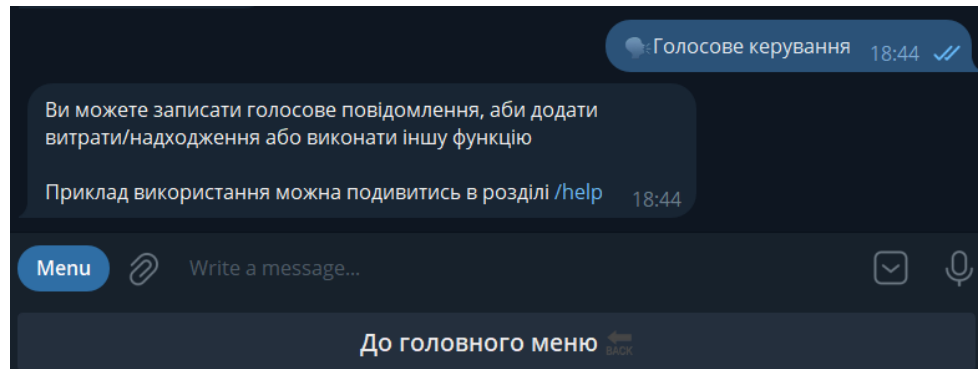 🗣Голосове керування 18:44
Ви можете записати голосове повідомлення, аби додати
витрати/надходження або виконати іншу функцію
Приклад використання можна подивитись в розділі /help 18:44
Menu Write a message...
До головного меню 🔙